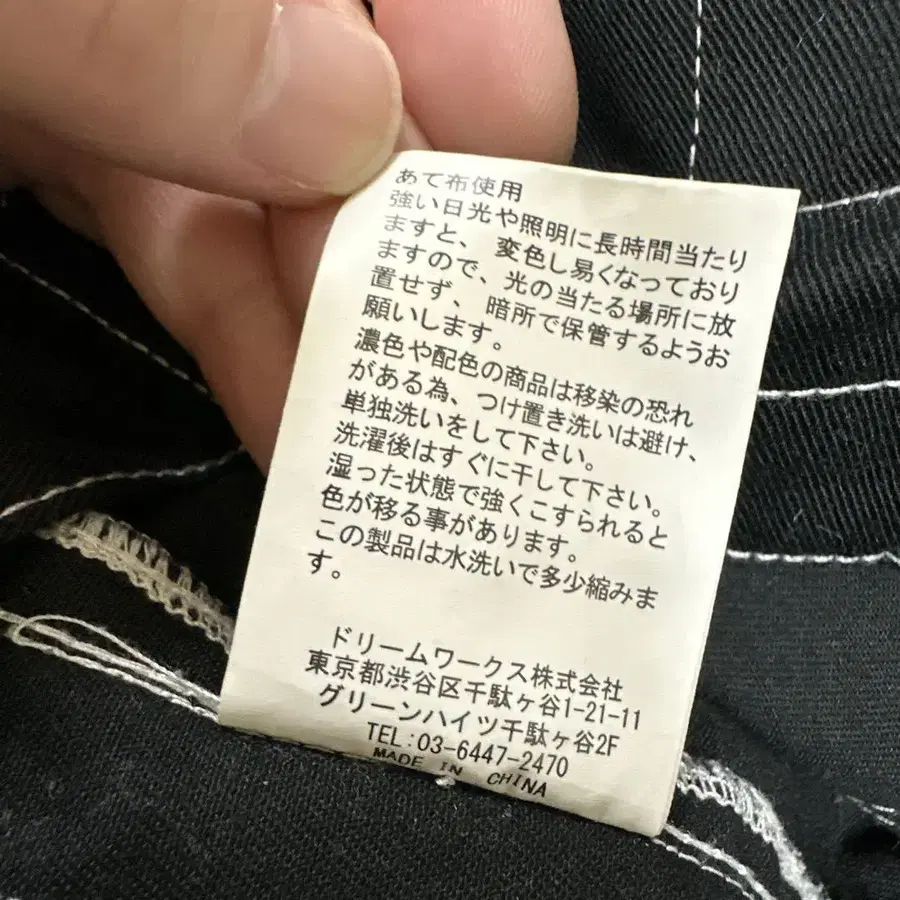 あて布使用
強い日光や照明に長時間当たり
ますと、変色し易くなっており
ますので、光の当たる場所に放
置せず、暗所で保管するようお
願いします。
濃色や配色の商品は移染の恐れ
がある為、つけ置き洗いは避け、
単独洗いをして下さい。
洗濯後はすぐに干して下さい。
湿った状態で強くこすられると
色が移る事があります。
この製品は水洗いで多少縮みま
す。
ドリームワークス株式会社
東京都渋谷区千駄ヶ谷1-21-11
グリーンハイツ千駄ヶ谷2F
TEL:03-6447-2470
MADE IN CHINA